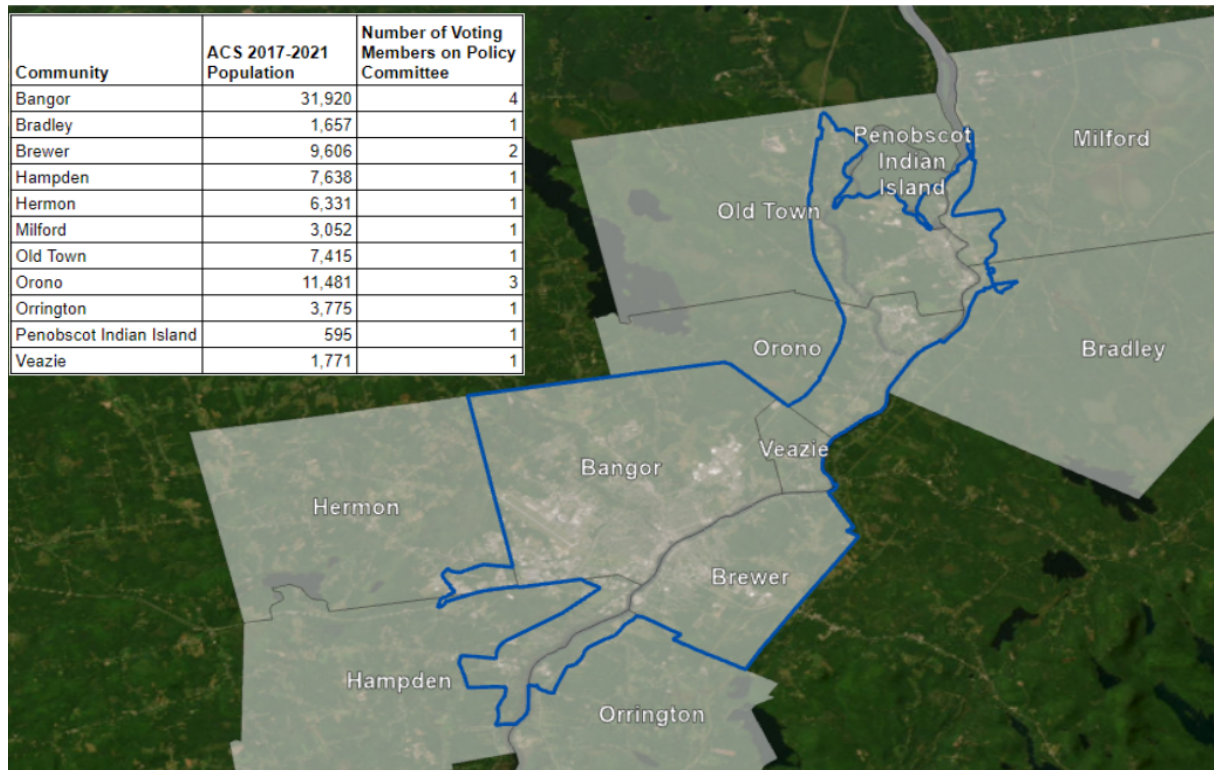 Community ACS 2017-2021 Population Number of Voting Members on Policy Committee
Bangor 31,920 4
Bradley 1,657 1
Brewer 9,606 2
Hampden 7,638 1
Hermon 6,331 1
Milford 3,052 1
Old Town 7,415 1
Orono 11,481 3
Orrington 3,775 1
Penobscot Indian Island 595 1
Veazie 1,771 1
Penobscot
Indian
Island
Milford
Old Town
Orono
Bradley
Veazie
Bangor
Hermon
Brewer
Hampden
Orrington